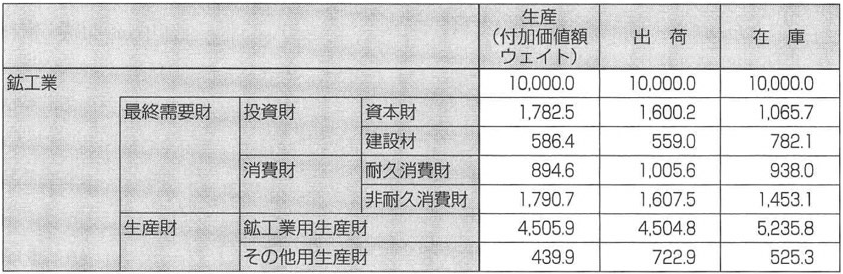 生産
（付加価値額
ウェイト）
出 荷
在 庫
鉱工業 10,000.0 10,000.0 10,000.0
最終需要財 投資財 資本財 1,782.5 1,600.2 1,065.7
建設材 586.4 559.0 782.1
消費財 耐久消費財 894.6 1,005.6 938.0
非耐久消費財 1,790.7 1,607.5 1,453.1
生産財 鉱工業用生産財 4,505.9 4,504.8 5,235.8
その他用生産財 439.9 722.9 525.3